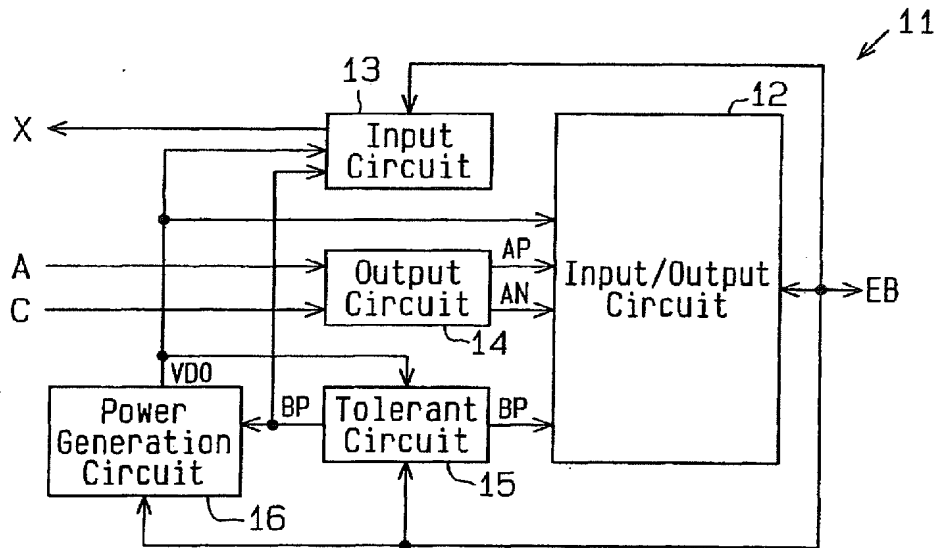 11
13
12
X
Input
Circuit
A
Output
Circuit
AP
AN
Input/Output
Circuit
EB
C
14
VDO
Power
Generation
Circuit
BP
Tolerant
Circuit
BP
16
15